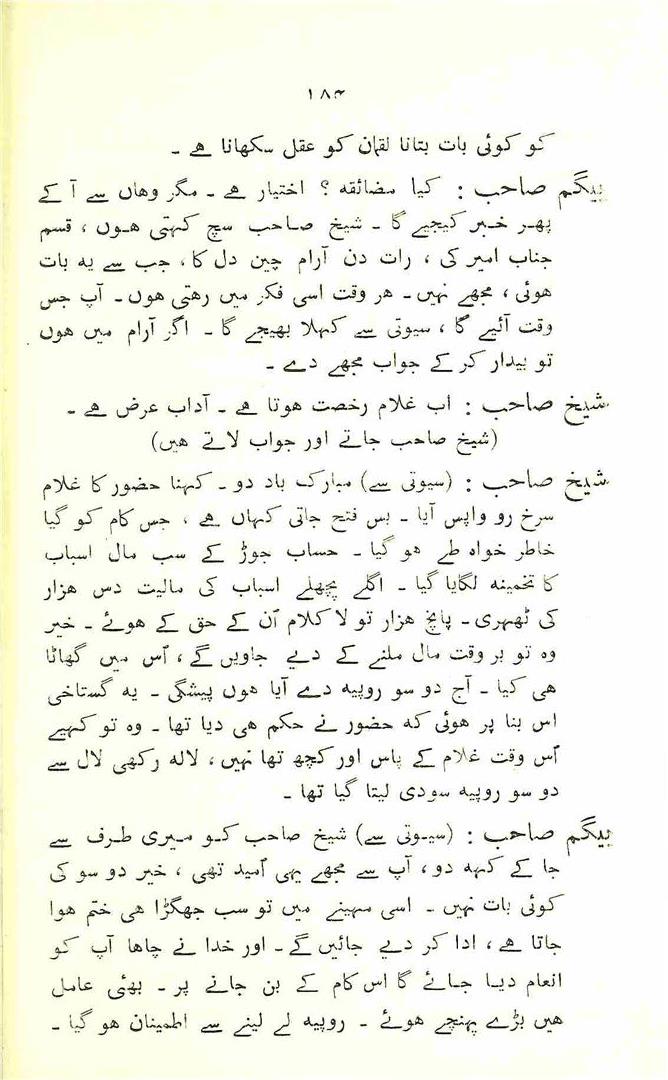 ۱۸۴
کو کوئی بات بتانا لقمان کو عقل سکھانا ہے ۔
بیگم صاحب : کیا مضائقہ ؟ اختیار ہے ۔ مگر وہاں سے آ کے
پھر خبر کیجیے گا ۔ شیخ صاحب سچ کہتی ہوں ، قسم
جناب امیر کی ، رات دن آرام چین دل کا ، جب سے یہ بات
ہوئی ، مجھے نہیں ۔ ہر وقت اسی فکر میں رہتی ہوں ۔ آپ جس
وقت آئیے گا ، سیوتی سے کہلا بھیجے گا ۔ اگر آرام میں ہوں
تو بیدار کر کے جواب مجھے دے ۔
شیخ صاحب : اب غلام رخصت ہوتا ہے ۔ آداب عرض ہے ۔
(شیخ صاحب جاتے اور جواب لاتے ہیں)
شیخ صاحب : (سیوتی سے) مبارک باد دو ۔ کہنا حضور کا غلام
سرخ رو واپس آیا ۔ بس فتح جاتی کہاں ہے ، جس کام کو گیا
خاطر خواہ طے ہو گیا ۔ حساب جوڑ کے سب مال اسباب
کا تخمینہ لگایا گیا ۔ اگلے پچھلے اسباب کی مالیت دس ہزار
کی ٹھہری ۔ پانچ ہزار تو لا کلام اُن کے حق کے ہوئے ۔ خیر
وہ تو بر وقت مال ملنے کے دیے جاویں گے ، اُس میں گھاٹا
ہی کیا ۔ آج دو سو روپیہ دے آیا ہوں پیشگی ۔ یہ گستاخی
اس بنا پر ہوئی کہ حضور نے حکم ہی دیا تھا ۔ وہ تو کہیے
اُس وقت غلام کے پاس اور کچھ تھا نہیں ، لالہ رکھی لال سے
دو سو روپیہ سودی لیتا گیا تھا ۔
بیگم صاحب : (سیوتی سے) شیخ صاحب کو میری طرف سے
جا کے کہہ دو ، آپ سے مجھے یہی اُمید تھی ، خیر دو سو کی
کوئی بات نہیں ۔ اسی مہینے میں تو سب جھگڑا ہی ختم ہوا
جاتا ہے ، ادا کر دیے جائیں گے ۔ اور خدا نے چاہا آپ کو
انعام دیا جائے گا اس کام کے بن جانے پر ۔ بھئی عامل
ہیں بڑے پہنچے ہوئے ۔ روپیہ لے لینے سے اطمینان ہو گیا ۔